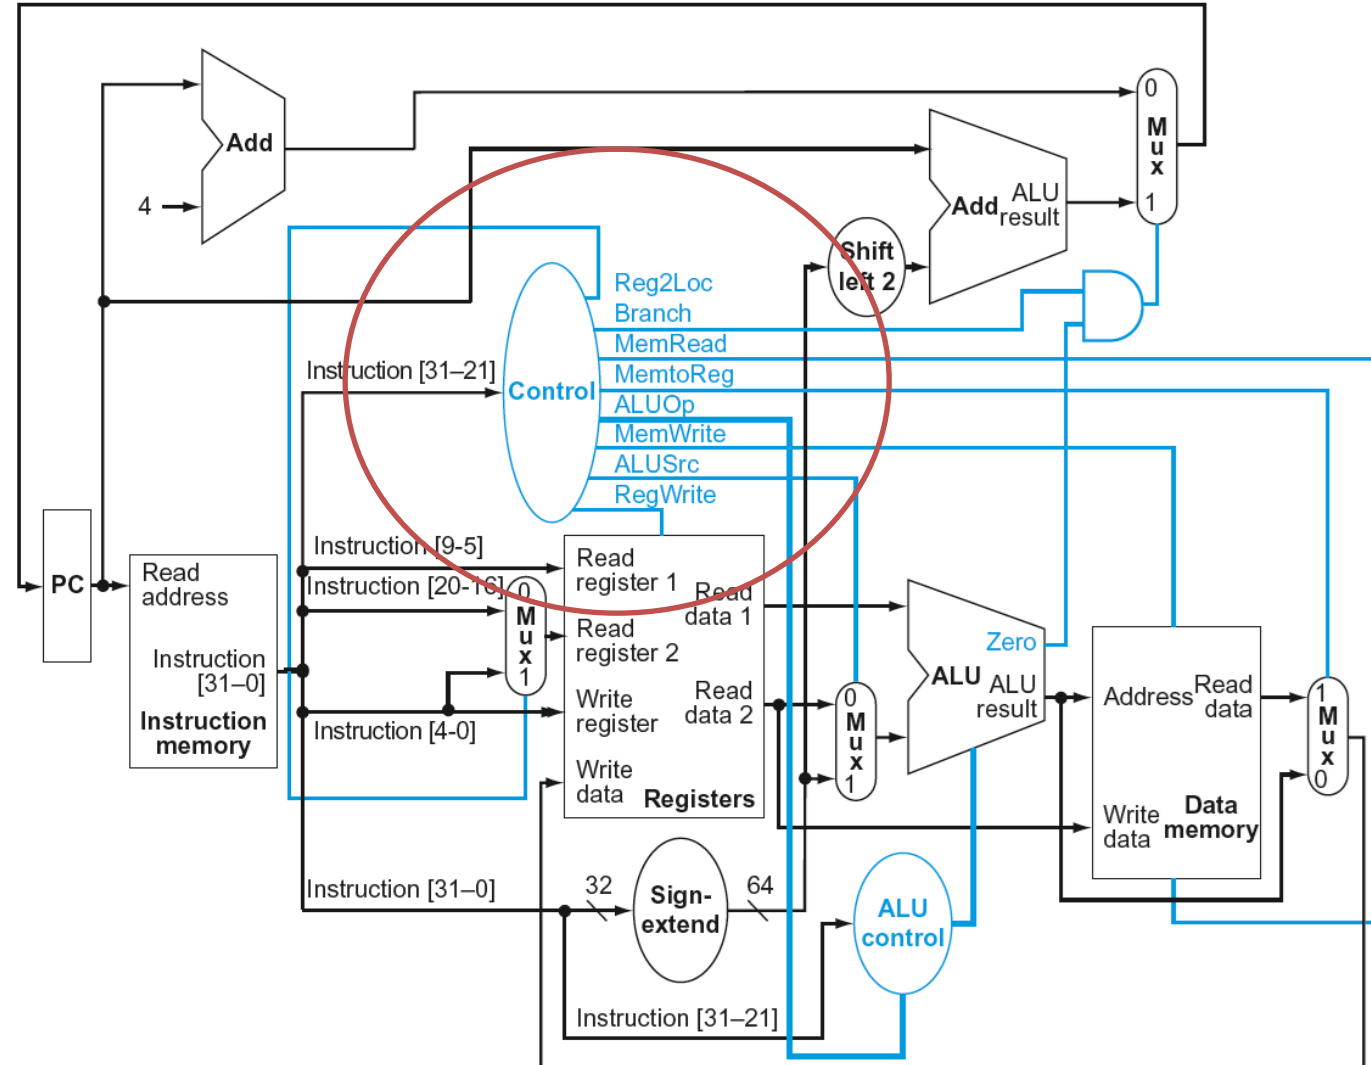 Add
4
0
M
u
x
1
Add
ALU
result
Shift
left 2
Reg2Loc
Branch
MemRead
MemtoReg
ALUOp
MemWrite
ALUSrc
RegWrite
Instruction [31–21]
Control
PC
Read
address
Instruction
[31–0]
Instruction
memory
Instruction [9-5]
Instruction [20-16]
Instruction [4-0]
0
M
u
x
1
Read
register 1
Read
register 2
Write
register
Write
data
Read
data 1
Read
data 2
Registers
0
M
u
x
1
Zero
ALU
ALU
result
Address
Read
data
Write
data
Data
memory
1
M
u
x
0
Instruction [31–0]
32
Sign-
extend
64
ALU
control
Instruction [31–21]